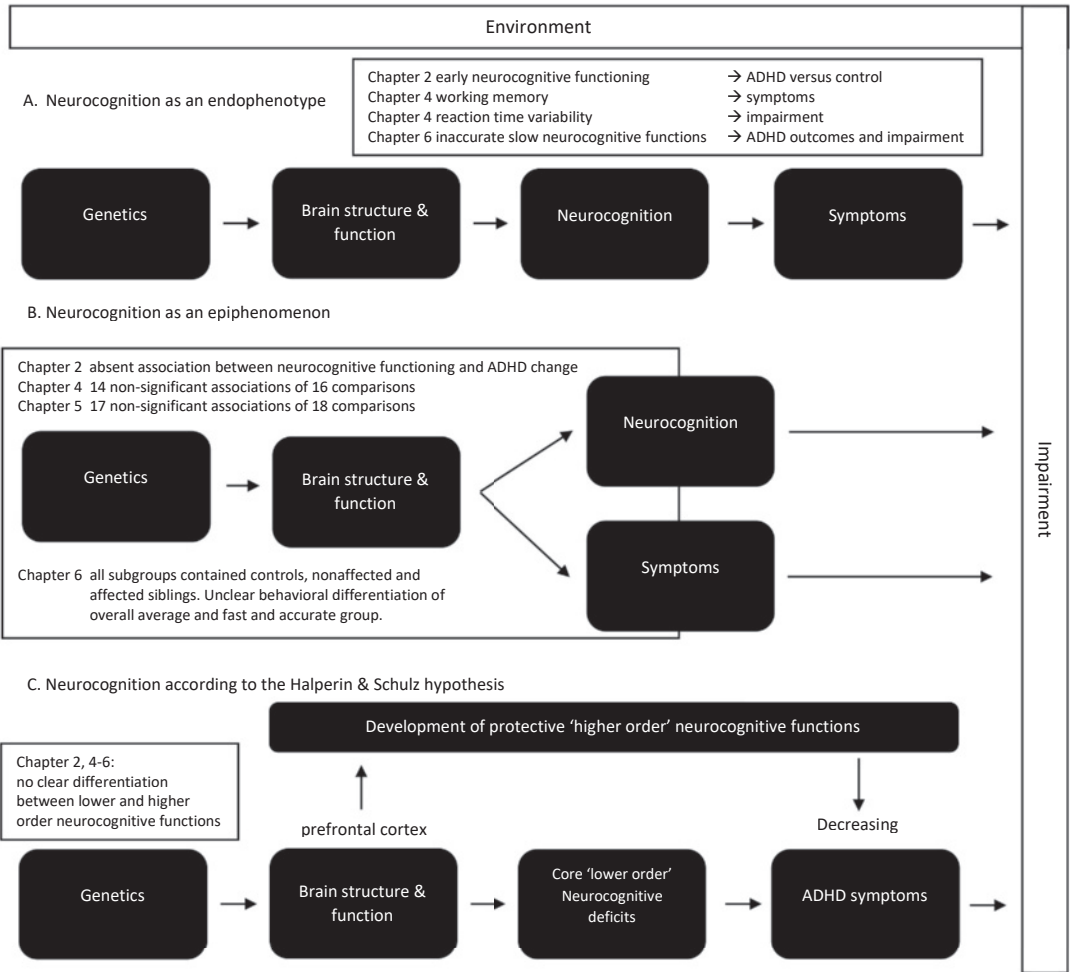 Environment
A. Neurocognition as an endophenotype
Chapter 2 early neurocognitive functioning → ADHD versus control
Chapter 4 working memory → symptoms
Chapter 4 reaction time variability → impairment
Chapter 6 inaccurate slow neurocognitive functions → ADHD outcomes and impairment
Genetics
Brain structure &
function
Neurocognition
Symptoms
B. Neurocognition as an epiphenomenon
Chapter 2 absent association between neurocognitive functioning and ADHD change
Chapter 4 14 non-significant associations of 16 comparisons
Chapter 5 17 non-significant associations of 18 comparisons
Genetics
Brain structure &
function
Neurocognition
Symptoms
Chapter 6 all subgroups contained controls, nonaffected and
affected siblings. Unclear behavioral differentiation of
overall average and fast and accurate group.
Impairment
C. Neurocognition according to the Halperin & Schulz hypothesis
Development of protective ‘higher order’ neurocognitive functions
Chapter 2, 4-6:
no clear differentiation
between lower and higher
order neurocognitive functions
prefrontal cortex
Decreasing
Genetics
Brain structure &
function
Core ‘lower order’
Neurocognitive
deficits
ADHD symptoms